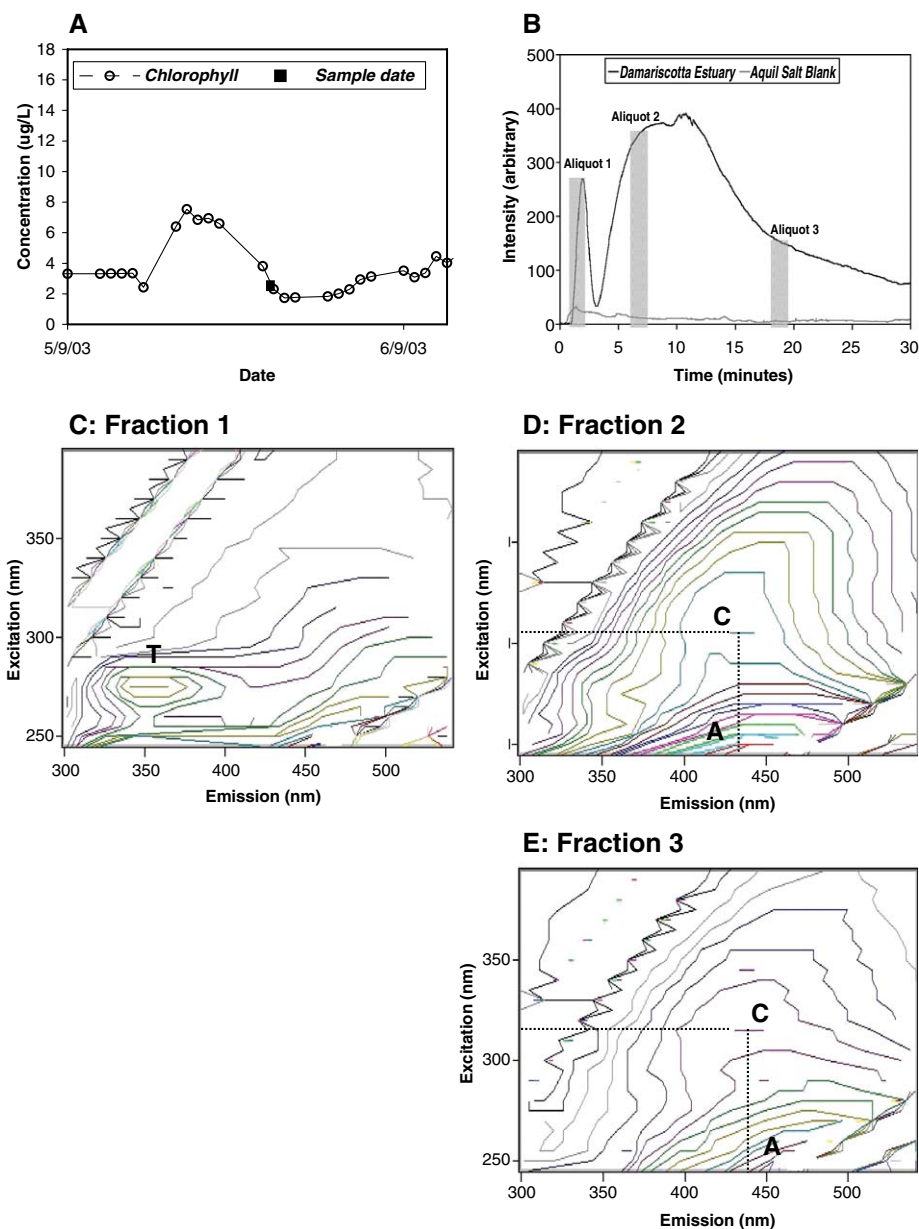 A
18
16
14
12
10
8
6
4
2
0
Concentration (ug/L)
Chlorophyll
Sample date
5/9/03
6/9/03
Date
B
500
400
300
200
100
0
Intensity (arbitrary)
Damariscotta Estuary
Aquil Salt Blank
Aliquot 1
Aliquot 2
Aliquot 3
0 5 10 15 20 25 30
Time (minutes)
C: Fraction 1
350
300
250
Excitation (nm)
T
300 350 400 450 500
Emission (nm)
D: Fraction 2
Excitation (nm)
C
A
300 350 400 450 500
Emission (nm)
E: Fraction 3
350
300
250
Excitation (nm)
C
A
300 350 400 450 500
Emission (nm)